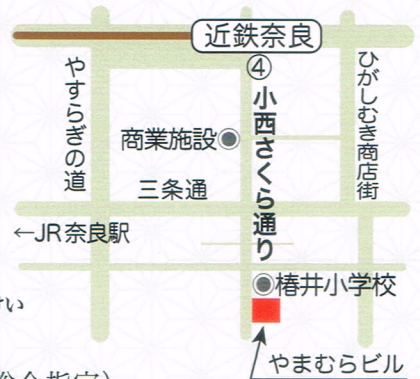 近鉄奈良
④
小西さくら通り
やすらぎの道
ひがしむき商店街
商業施設
三条通
←JR奈良駅
椿井小学校
けい
やまむらビル